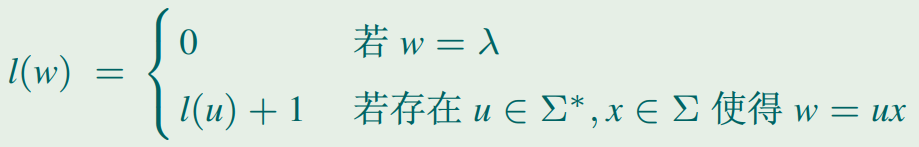 l(w) = { 0 若 w = λ
l(u) + 1 若存在 u ∈ Σ*, x ∈ Σ 使得 w = ux